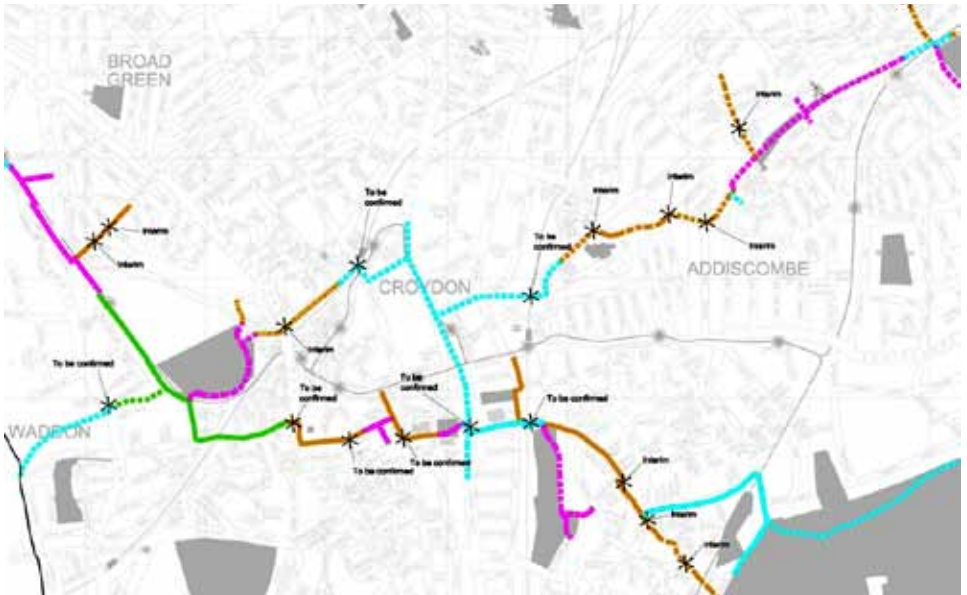 BROAD
GREEN
Interim
To be
confirmed
Interim
Interim
Interim
Interim
To be
confirmed
Interim
ADDISCOMBE
CROYDON
Interim
To be confirmed
To be
confirmed
To be
confirmed
To be confirmed
WADDON
To be confirmed
To be confirmed
Interim
Interim
Interim